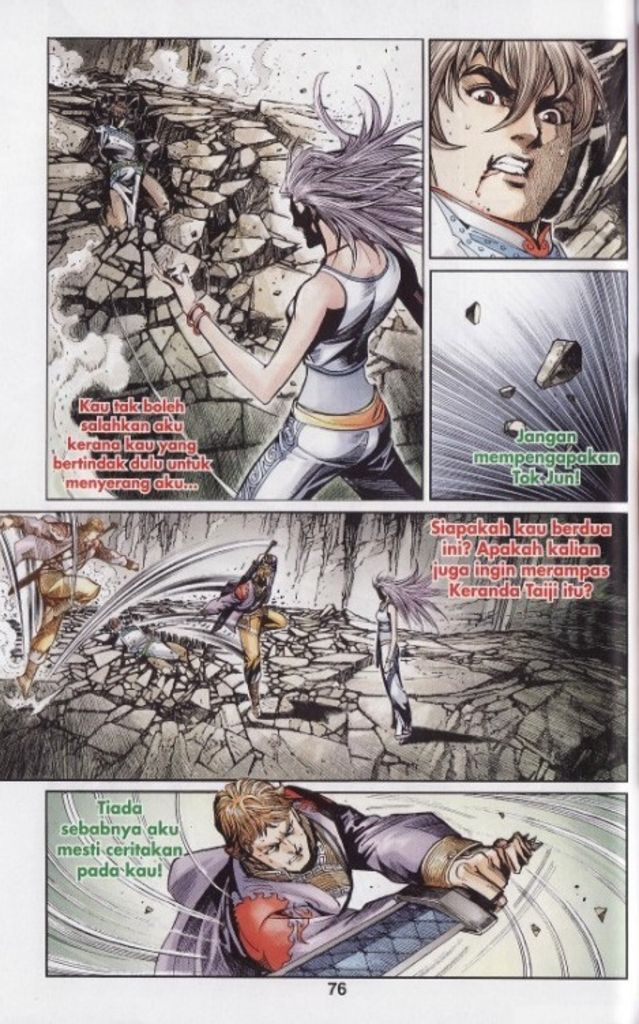 Kau tak boleh
salahkan aku
kerana kau yang
bertindak dulu untuk
menyerang aku...
Jangan
mempengapakan
Tok Jun!
Siapakah kau berdua
ini? Apakah kalian
juga ingin merampas
Keranda Taiji itu?
Tiada
sebabnya aku
mesti ceritakan
pada kau!
76